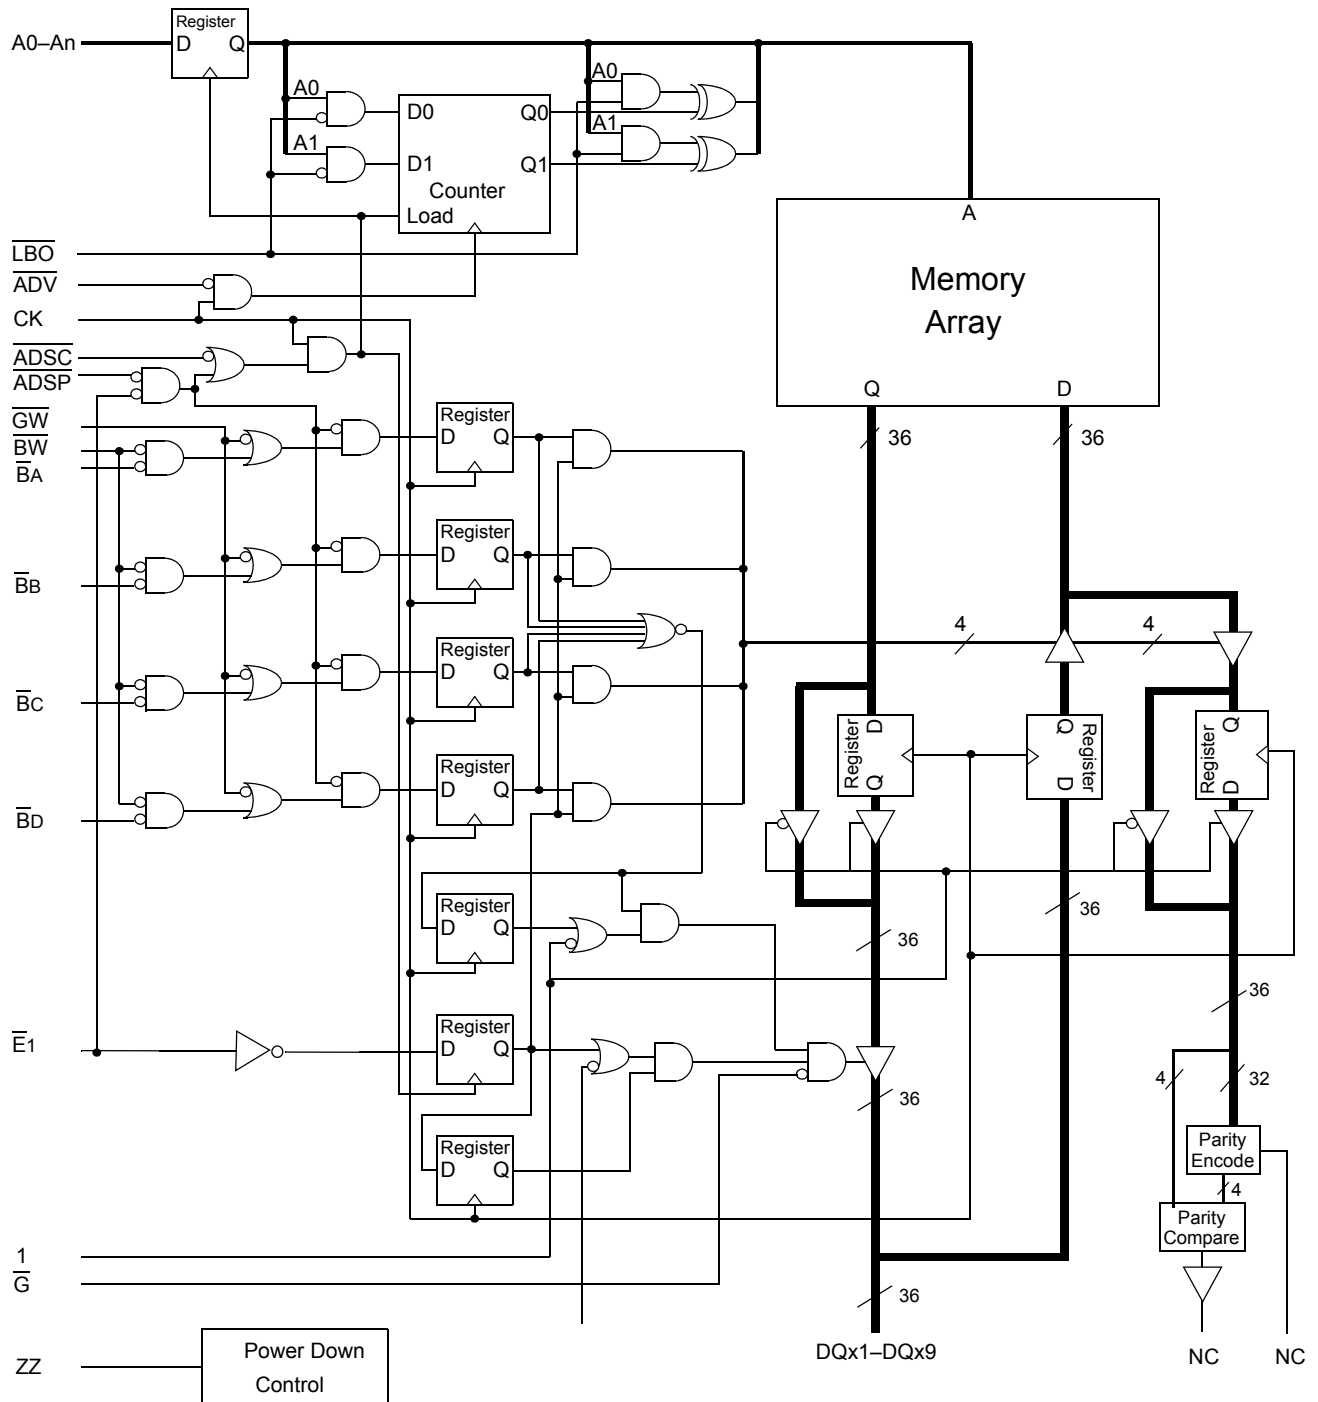 Register
A0–An
D
Q
A0
A0
D0
Q0
A1
A1
D1
Q1
Counter
Load
A
LBO
ADV
Memory
CK
Array
ADSC
ADSP
Q
D
GW
Register
BW
D
Q
36
36
BA
Register
D
Q
BB
4
4
Register
D
Q
BC
Register
D
Q
Register
Q
D
Register
Q
D
Register
Register
D
Q
BD
Register
D
Q
36
36
36
Register
E1
D
Q
4
32
36
Register
D
Q
Parity
Encode
4
Parity
Compare
1
G
36
Power Down
Control
ZZ
DQx1–DQx9
NC
NC